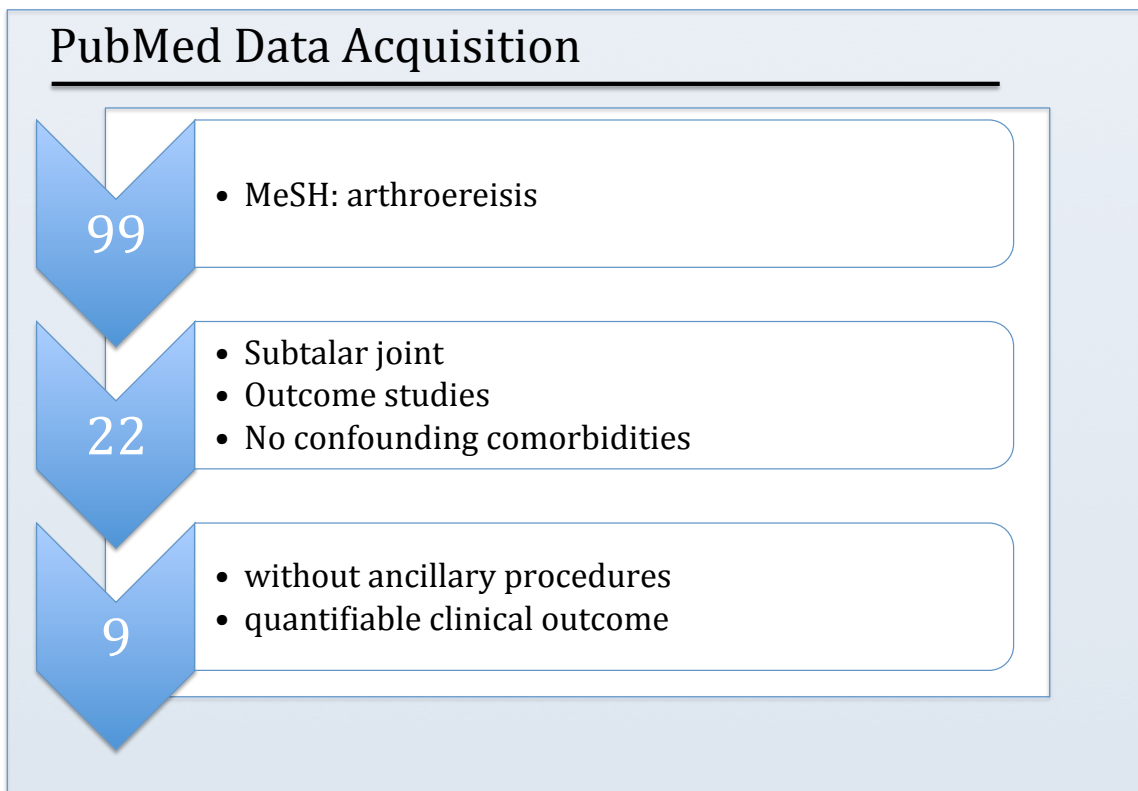 PubMed Data Acquisition
99
• MeSH: arthroereisis
22
• Subtalar joint
• Outcome studies
• No confounding comorbidities
9
• without ancillary procedures
• quantifiable clinical outcome